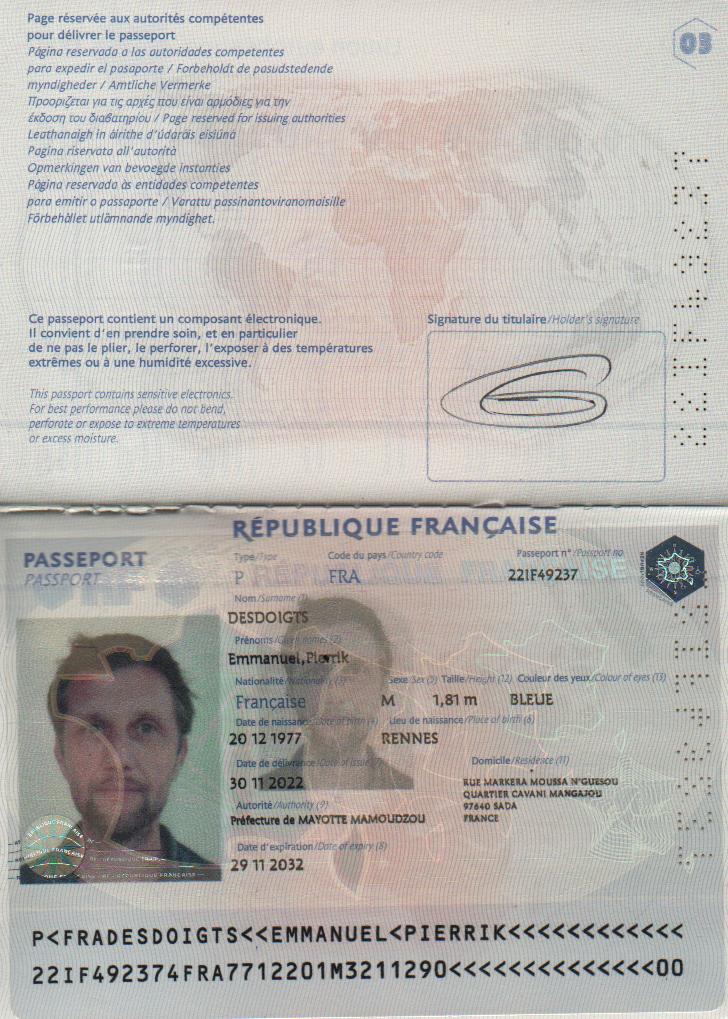 Page réservée aux autorités compétentes
pour délivrer le passeport
03
Página reservada a las autoridades competentes
para expedir el pasaporte / Forbeholdt de pasudstedende
myndigheder / Amtliche Vermerke
Προορίζεται για τις αρχές που είναι αρμόδιες για την
έκδοση του διαβατηρίου / Page reserved for issuing authorities
Leathanaigh in áirithe d'údaráis eisiúna
Pagina riservata all'autorità
Opmerkingen van bevoegde instanties
Página reservada às entidades competentes
para emitir o passaporte / Varattu passinantoviranomaisille
Förbehållet utlämnande myndighet.
Ce passeport contient un composant électronique.
Il convient d'en prendre soin, et en particulier
de ne pas le plier, le perforer, l'exposer à des températures
extrêmes ou à une humidité excessive.
Signature du titulaire/Holder's signature
This passport contains sensitive electronics.
For best performance please do not bend,
perforate or expose to extreme temperatures
or excess moisture.
RÉPUBLIQUE FRANÇAISE
PASSEPORT
PASSPORT
Type/Type Code du pays/Country code Passeport n°/Passport no
P FRA 22IF49237
Nom/Surname (1)
DESDOIGTS
Prénoms/Given names (2)
Emmanuel,Pierrik
Nationalité/Nationality (3) Sexe/Sex (5) Taille/Height (12) Couleur des yeux/Colour of eyes (13)
Française M 1,81 m BLEUE
Date de naissance/Date of birth (4) Lieu de naissance/Place of birth (6)
20 12 1977 RENNES
Date de délivrance/Date of issue (7) Domicile/Residence (11)
30 11 2022
RUE MARKERA MOUSSA N'GUESOU
QUARTIER CAVANI MANGAJOU
97640 SADA
FRANCE
Autorité/Authority (9)
Préfecture de MAYOTTE MAMOUDZOU
Date d'expiration/Date of expiry (8)
29 11 2032
P<FRADESDOIGTS<<EMMANUEL<PIERRIK<<<<<<<<<<<<
22IF492374FRA7712201M3211290<<<<<<<<<<<<<<00